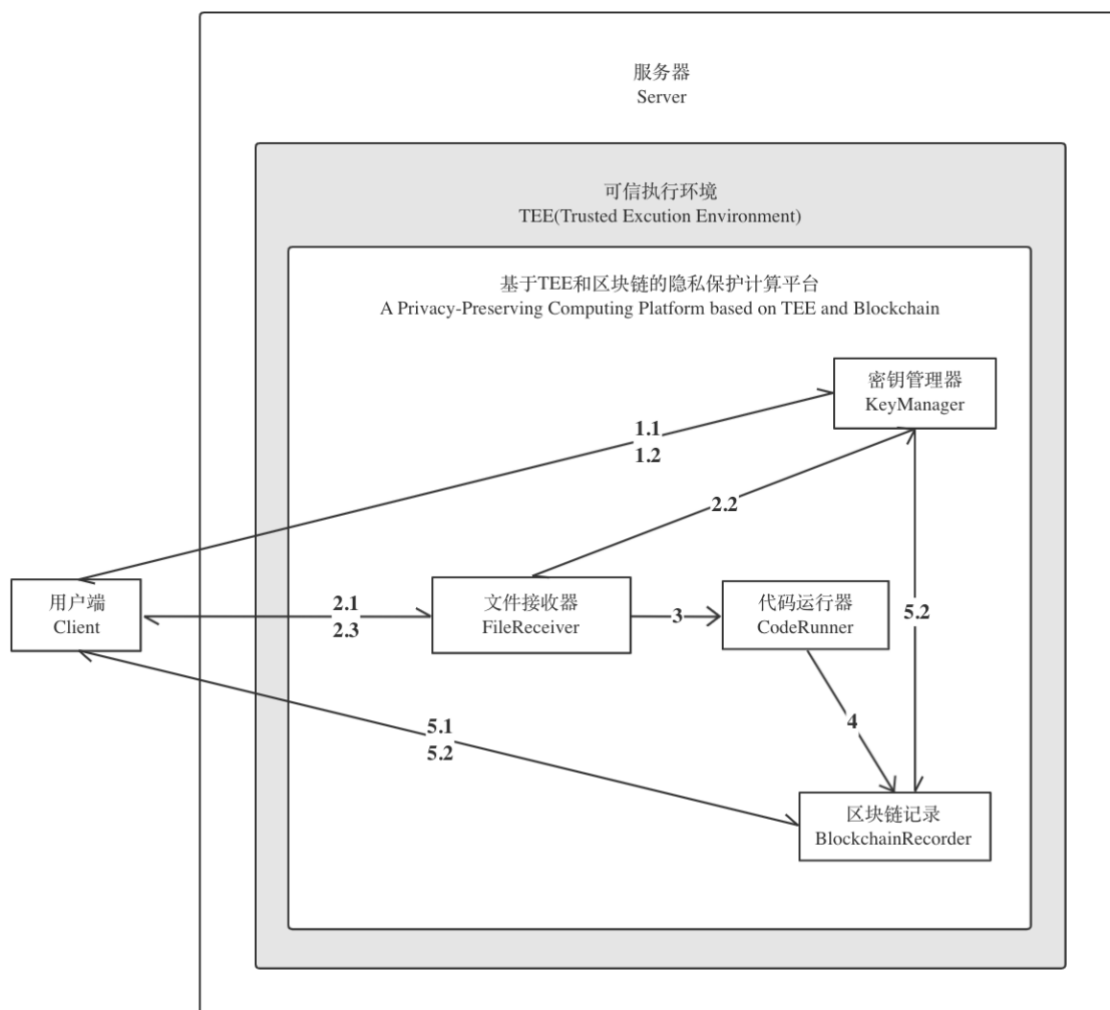 服务器
Server
可信执行环境
TEE(Trusted Excution Environment)
基于TEE和区块链的隐私保护计算平台
A Privacy-Preserving Computing Platform based on TEE and Blockchain
密钥管理器
KeyManager
1.1
1.2
2.2
用户端
Client
2.1
2.3
文件接收器
FileReceiver
3
代码运行器
CodeRunner
5.2
5.1
5.2
4
区块链记录
BlockchainRecorder